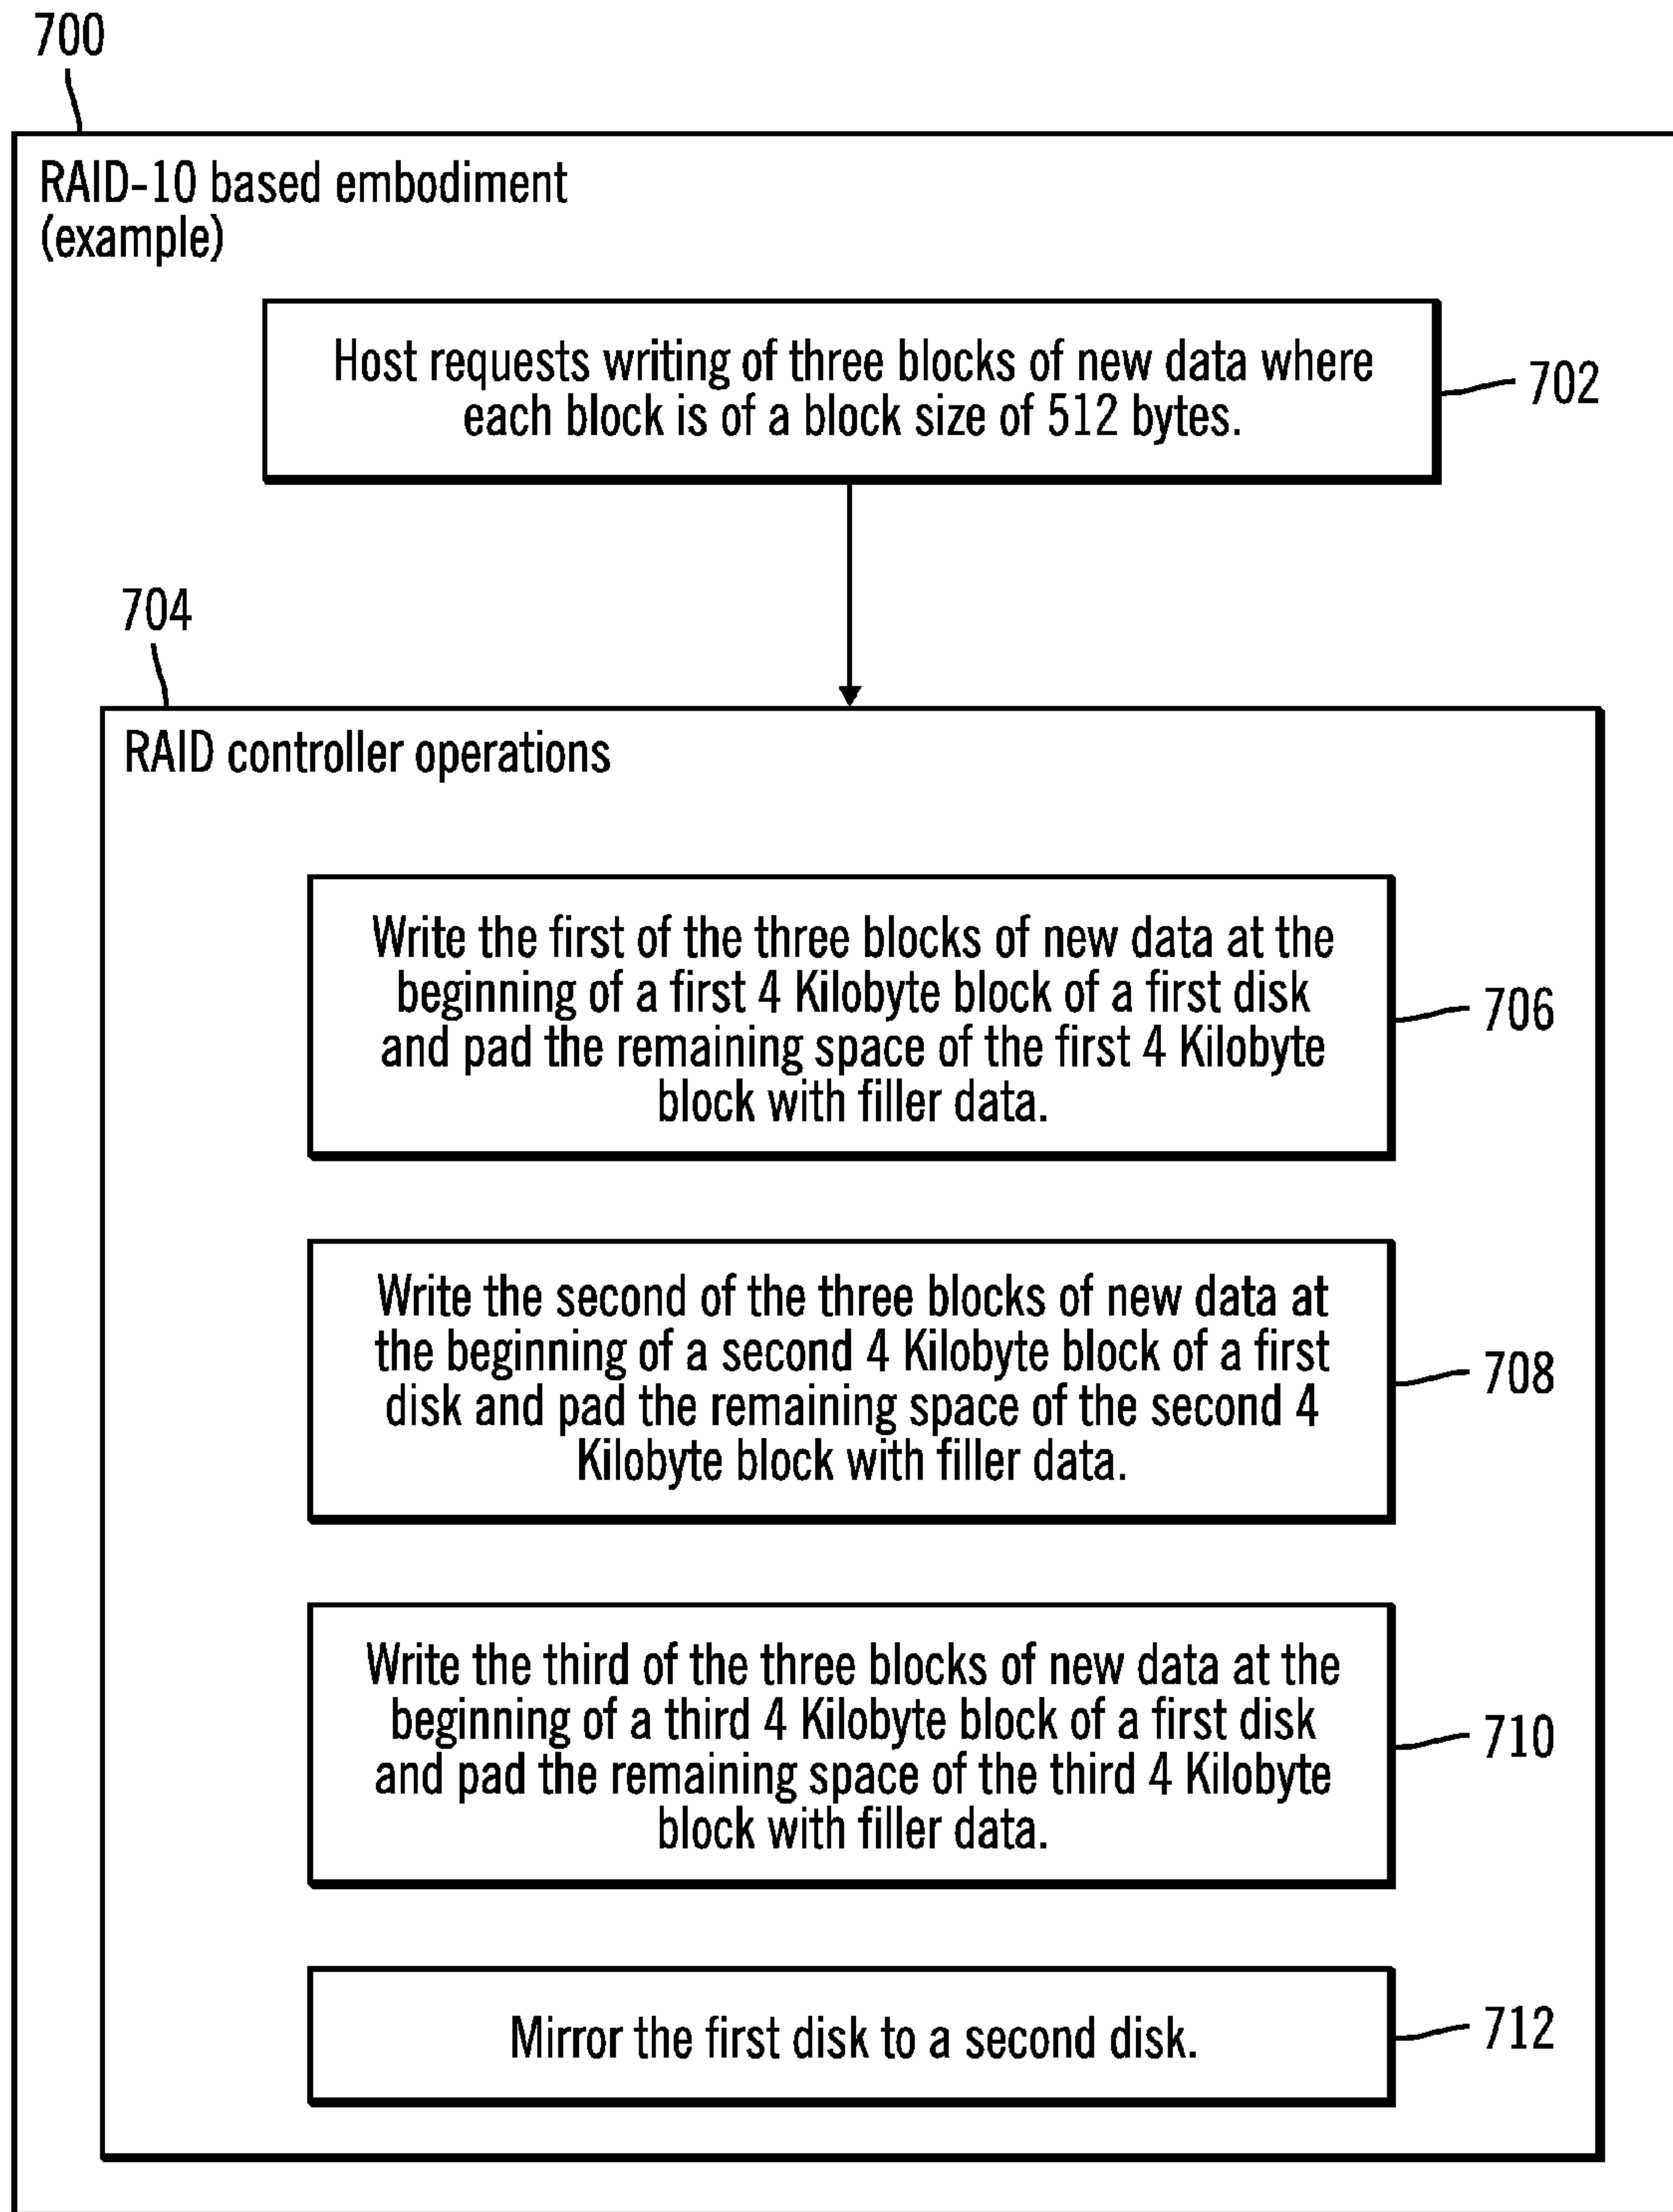 700
RAID-10 based embodiment
(example)
Host requests writing of three blocks of new data where
each block is of a block size of 512 bytes.
702
704
RAID controller operations
Write the first of the three blocks of new data at the
beginning of a first 4 Kilobyte block of a first disk
and pad the remaining space of the first 4 Kilobyte
block with filler data.
706
Write the second of the three blocks of new data at
the beginning of a second 4 Kilobyte block of a first
disk and pad the remaining space of the second 4
Kilobyte block with filler data.
708
Write the third of the three blocks of new data at the
beginning of a third 4 Kilobyte block of a first disk
and pad the remaining space of the third 4 Kilobyte
block with filler data.
710
Mirror the first disk to a second disk.
712